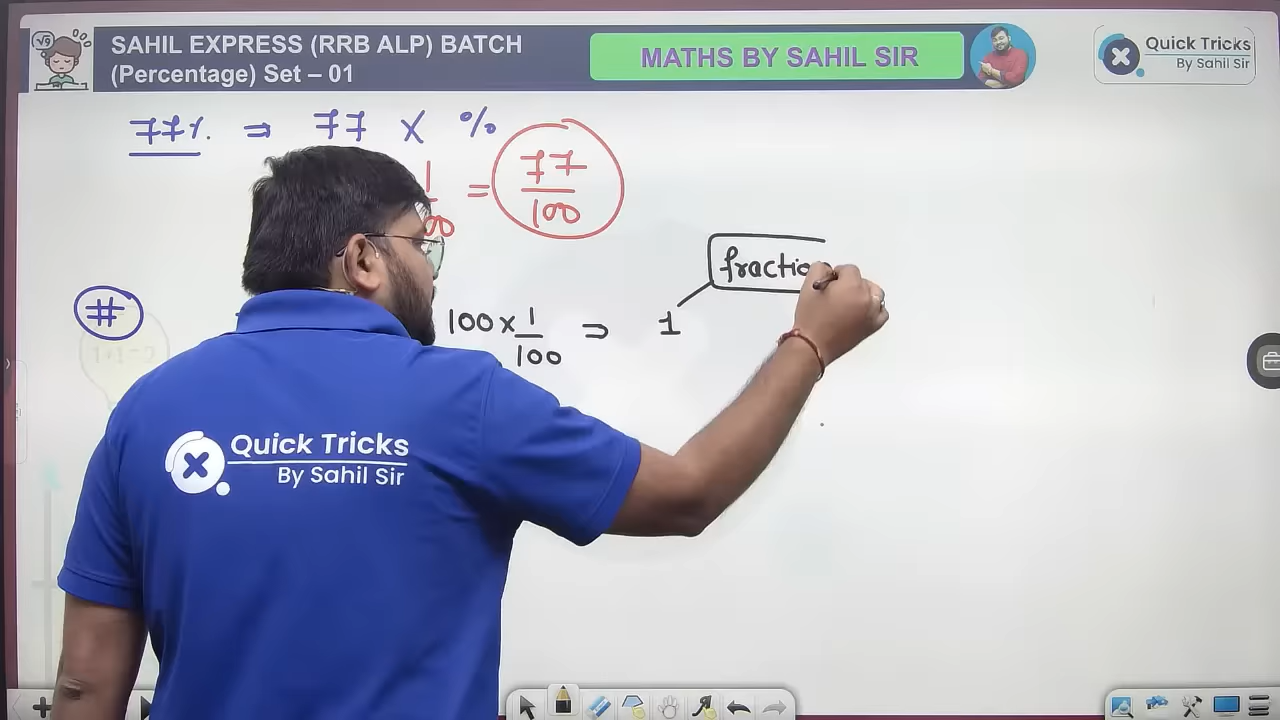 SAHIL EXPRESS (RRB ALP) BATCH
(Percentage) Set – 01
MATHS BY SAHIL SIR
Quick Tricks
By Sahil Sir
77% ⇒ 77 × %
= 77/100
#
100 × 1/100 ⇒ 1
fractio
Quick Tricks
By Sahil Sir